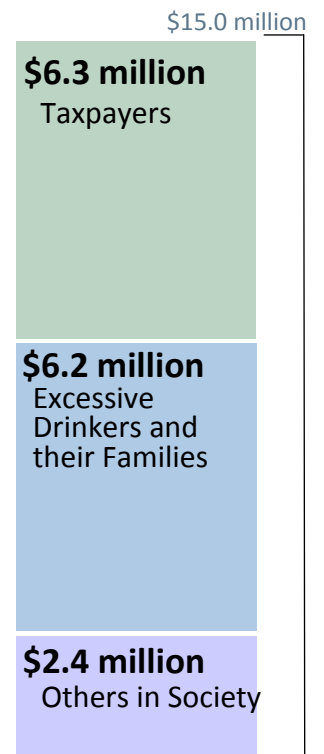 $15.0 million
$6.3 million
Taxpayers
$6.2 million
Excessive
Drinkers and
their Families
$2.4 million
Others in Society